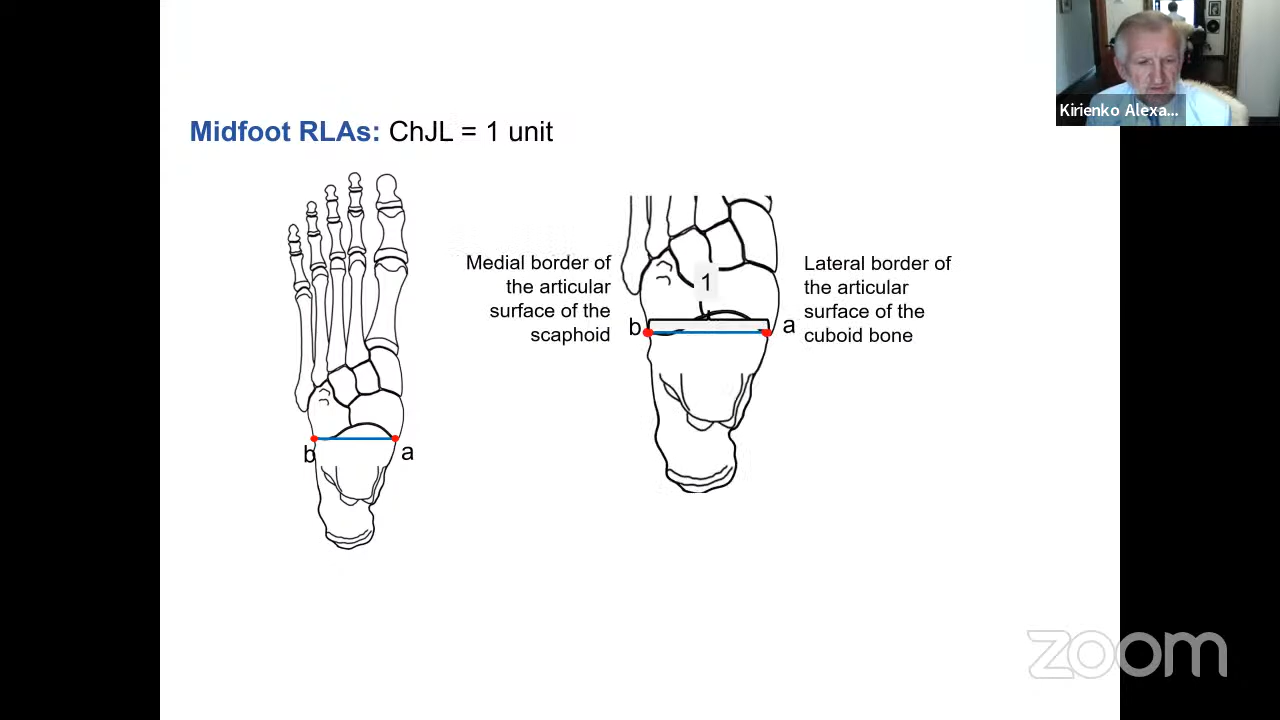 Kirienko Alexa...
Midfoot RLAs: ChJL = 1 unit
Medial border of
the articular
surface of the
scaphoid
1
b
a
Lateral border of
the articular
surface of the
cuboid bone
b
a
zoom